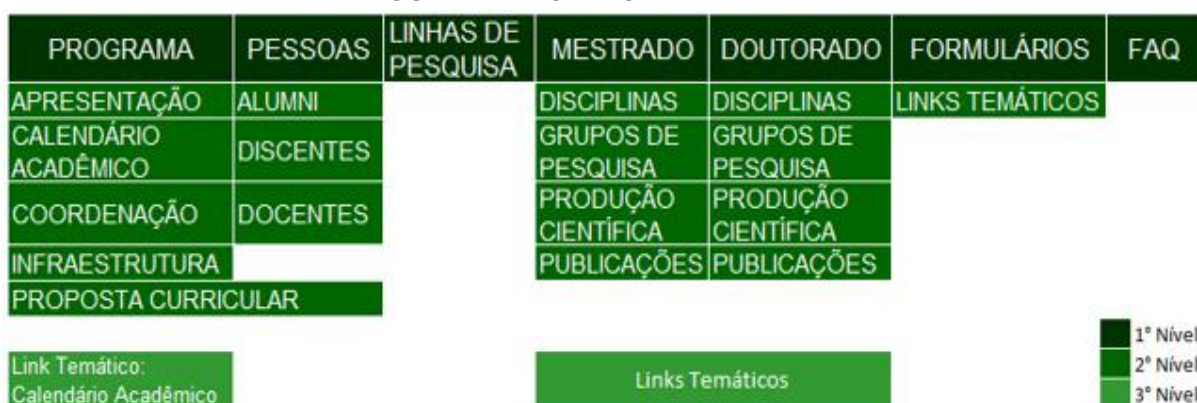 PROGRAMA PESSOAS LINHAS DE PESQUISA MESTRADO DOUTORADO FORMULÁRIOS FAQ
APRESENTAÇÃO ALUMNI DISCIPLINAS DISCIPLINAS LINKS TEMÁTICOS
CALENDÁRIO ACADÊMICO DISCENTES GRUPOS DE PESQUISA GRUPOS DE PESQUISA
COORDENAÇÃO DOCENTES PRODUÇÃO CIENTÍFICA PRODUÇÃO CIENTÍFICA
INFRAESTRUTURA PUBLICAÇÕES PUBLICAÇÕES
PROPOSTA CURRICULAR
Link Temático:
Calendário Acadêmico
Links Temáticos
1° Nível
2° Nível
3° Nível